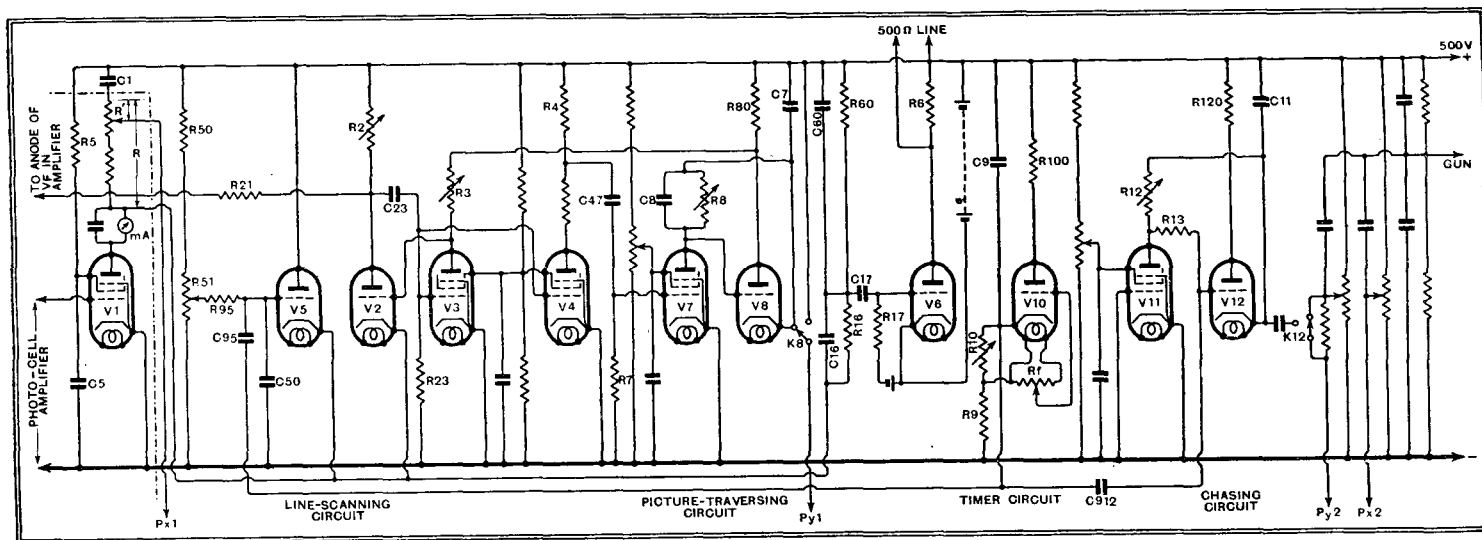 500 Ω LINE
500 V
+
C1
R'
R5
R
R50
R2
R4
R80
C7
C60
R60
R6
C9
R100
R120
C11
TO ANODE OF
VF IN
AMPLIFIER
R21
C23
R3
C47
C8
R8
R12
R13
GUN
mA
V1
R51
R95
V5
V2
V3
V4
V7
V8
C17
V6
V10
V11
V12
PHOTO-CELL
AMPLIFIER
C5
C95
C50
R23
R7
K8
C16
R16
R17
R10
Rf
R9
K12
-
LINE-SCANNING
CIRCUIT
PICTURE-TRAVERSING
CIRCUIT
TIMER CIRCUIT
C912
CHASING
CIRCUIT
Px1
Py1
Py2
Px2